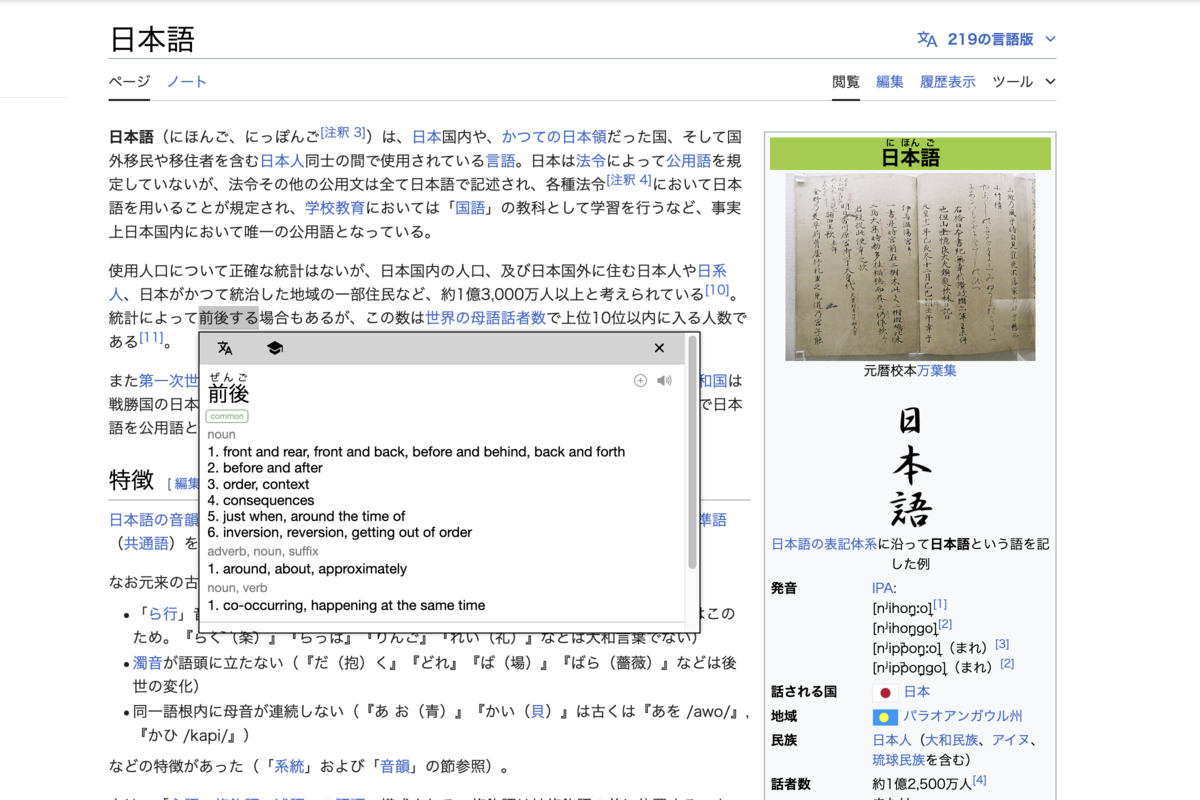 日本語
219の言語版
ページ ノート
閲覧 編集 履歴表示 ツール
日本語（にほんご、にっぽんご[注釈 3]）は、日本国内や、かつての日本領だった国、そして国
外移民や移住者を含む日本人同士の間で使用されている言語。日本は法令によって公用語を規
定していないが、法令その他の公用文は全て日本語で記述され、各種法令[注釈 4]において日本
語を用いることが規定され、学校教育においては「国語」の教科として学習を行うなど、事実
上日本国内において唯一の公用語となっている。
使用人口について正確な統計はないが、日本国内の人口、及び日本国外に住む日本人や日系
人、日本がかつて統治した地域の一部住民など、約1億3,000万人以上と考えられている[10]。
統計によって前後する場合もあるが、この数は世界の母語話者数で上位10位以内に入る人数で
ある[11]。
また第一次世
和国は
戦勝国の日本
で日本
語を公用語と
特徴 [編集
日本語の音韻
準語
（共通語）を
なお元来の古
ぜんご
前後
common
noun
1. front and rear, front and back, before and behind, back and forth
2. before and after
3. order, context
4. consequences
5. just when, around the time of
6. inversion, reversion, getting out of order
adverb, noun, suffix
1. around, about, approximately
noun, verb
1. co-occurring, happening at the same time
•「ら行」
はこの
ため。『らく（楽）』『らっぱ』『りんご』『れい（礼）』などは大和言葉でない）
•濁音が語頭に立たない（『だ（抱）く』『どれ』『ば（場）』『ばら（薔薇）』などは後
世の変化）
•同一語根内に母音が連続しない（『あ お（青）』『かい（貝）』は古くは『あを /awo/』,
『かひ /kapi/』）
などの特徴があった（「系統」および「音韻」の節参照）。
にほんご
日本語
元暦校本万葉集
日
本
語
日本語の表記体系に沿って日本語という語を記
した例
発音 IPA:
[nʲihoŋːo][1]
[nʲihoŋɡo][2]
[nʲip̚poŋːo]（まれ）[3]
[nʲip̚poŋɡo]（まれ）[2]
話される国 日本
地域 パラオアンガウル州
民族 日本人（大和民族、アイヌ、
琉球民族を含む）
話者数 約1億2,500万人[4]